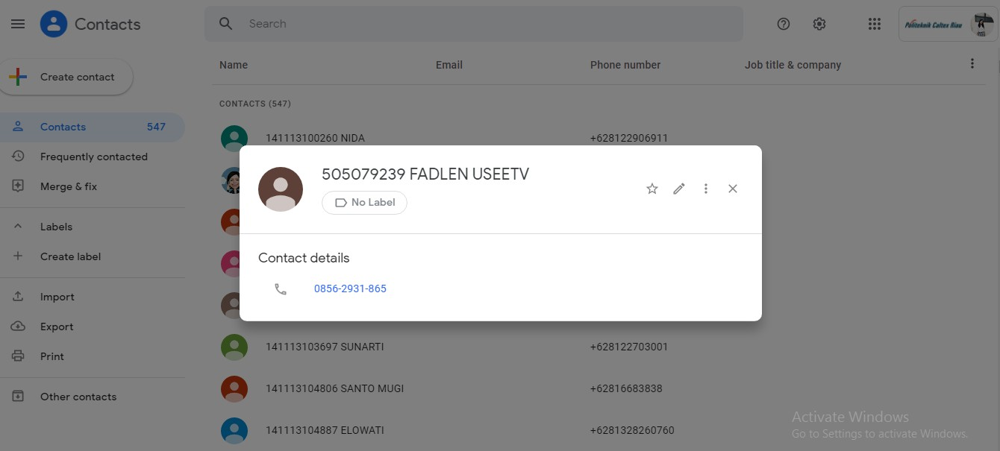 Contacts
Search
Politeknik Caltex Riau
Create contact
Name Email Phone number Job title & company
CONTACTS (547)
Contacts 547
141113100260 NIDA +628122906911
Frequently contacted
Merge & fix
505079239 FADLEN USEETV
No Label
Labels
Create label
Contact details
0856-2931-865
Import
Export
Print
141113103697 SUNARTI +628122703001
141113104806 SANTO MUGI +62816683838
Other contacts
141113104887 ELOWATI +6281328260760
Activate Windows
Go to Settings to activate Windows.